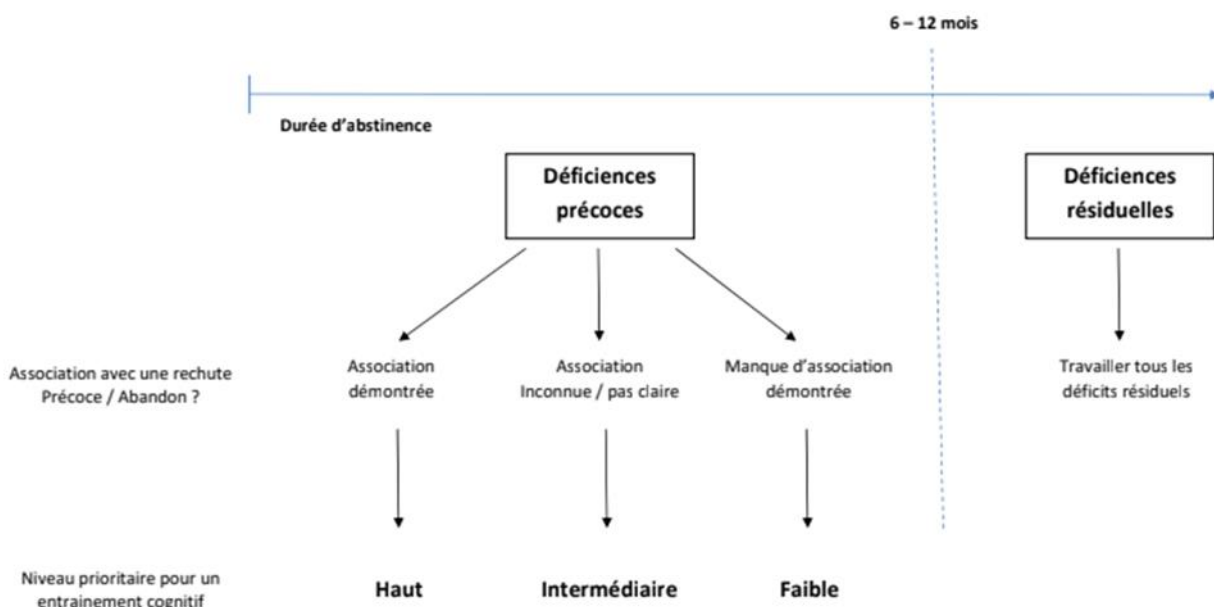 6 – 12 mois
Durée d'abstinence
Déficiences
précoces
Déficiences
résiduelles
Association avec une rechute
Précoce / Abandon ?
Association
démontrée
Association
Inconnue / pas claire
Manque d'association
démontrée
Travailler tous les
déficits résiduels
Niveau prioritaire pour un
entrainement cognitif
Haut
Intermédiaire
Faible